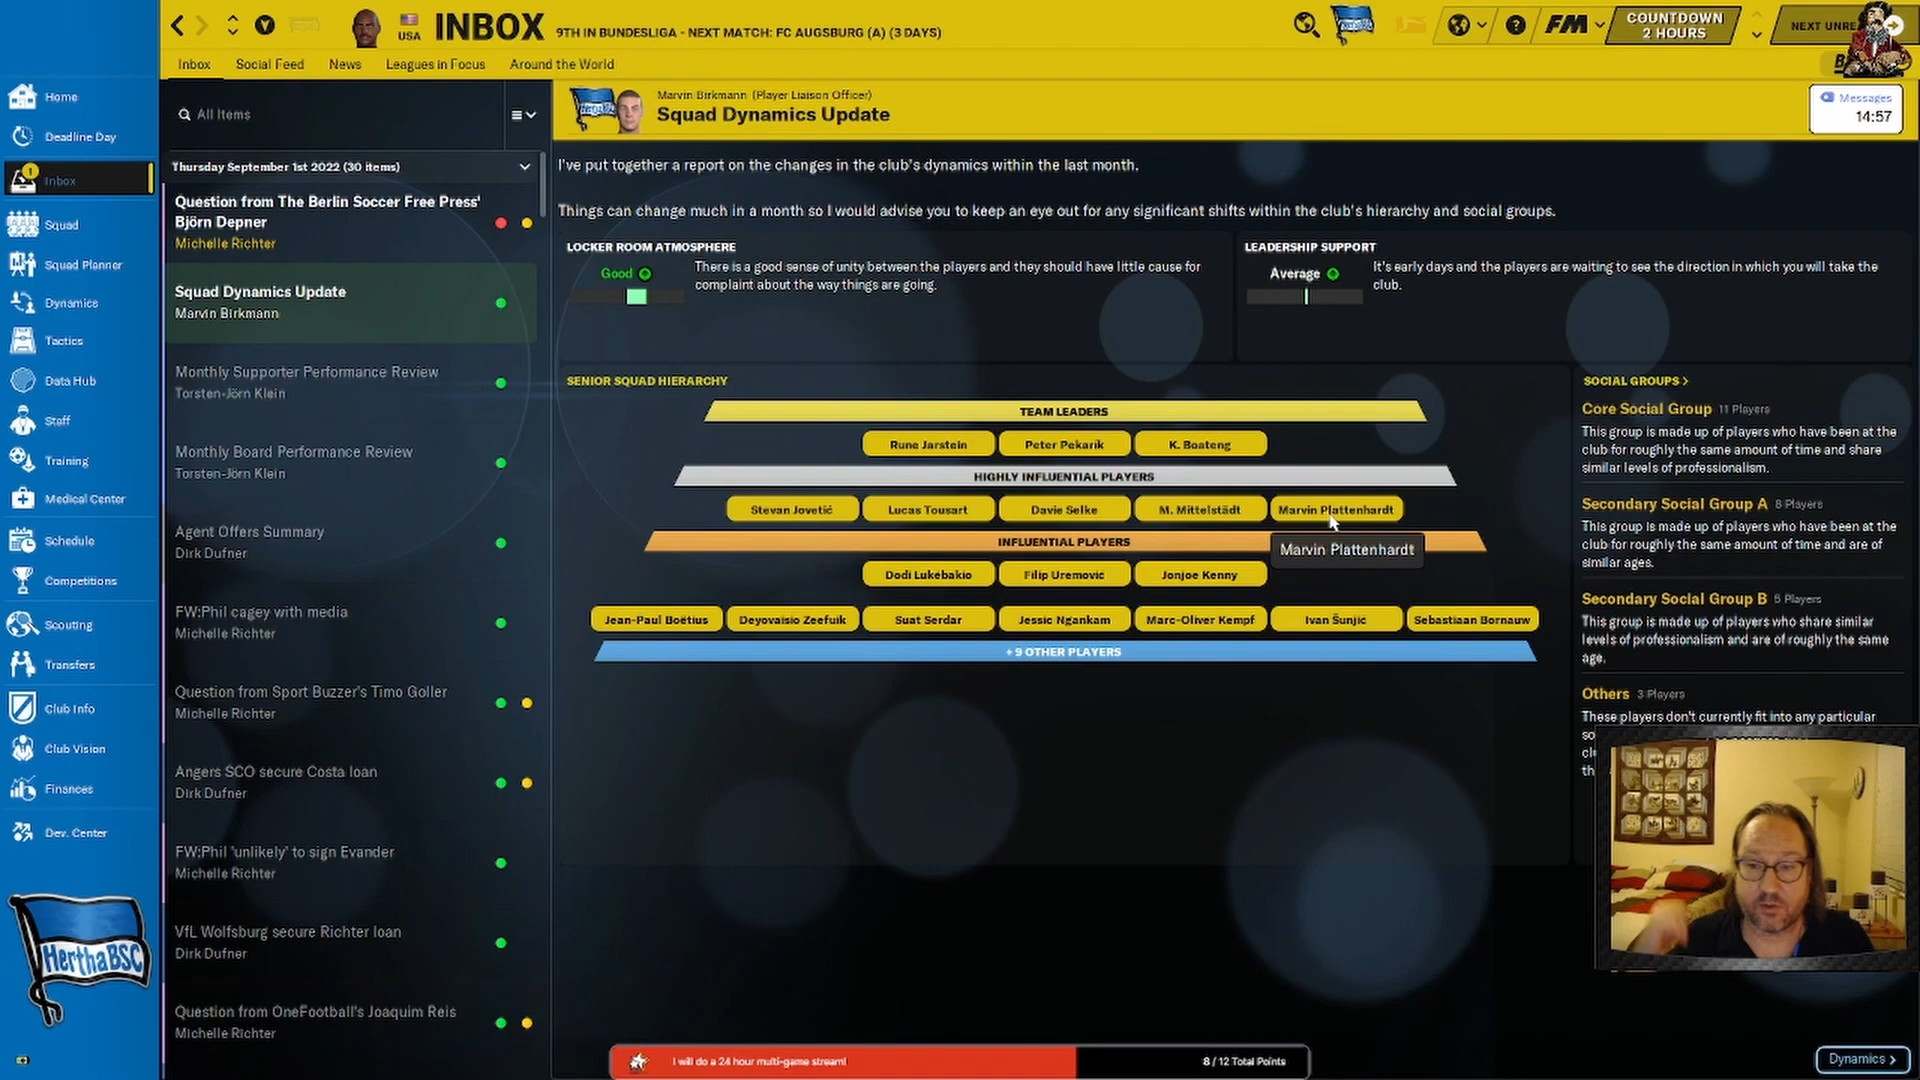 USA
INBOX
9TH IN BUNDESLIGA - NEXT MATCH: FC AUGSBURG (A) (3 DAYS)
FM
COUNTDOWN
2 HOURS
NEXT UNRE
Inbox
Social Feed
News
Leagues in Focus
Around the World
Home
Deadline Day
1
Inbox
Squad
Squad Planner
Dynamics
Tactics
Data Hub
Staff
Training
Medical Center
Schedule
Competitions
Scouting
Transfers
Club Info
Club Vision
Finances
Dev. Center
Hertha BSC
All Items
Thursday September 1st 2022 (30 items)
Question from The Berlin Soccer Free Press'
Björn Depner
Michelle Richter
Squad Dynamics Update
Marvin Birkmann
Monthly Supporter Performance Review
Torsten-Jörn Klein
Monthly Board Performance Review
Torsten-Jörn Klein
Agent Offers Summary
Dirk Dufner
FW:Phil cagey with media
Michelle Richter
Question from Sport Buzzer's Timo Goller
Michelle Richter
Angers SCO secure Costa loan
Dirk Dufner
FW:Phil 'unlikely' to sign Evander
Michelle Richter
VfL Wolfsburg secure Richter loan
Dirk Dufner
Question from OneFootball's Joaquim Reis
Michelle Richter
Marvin Birkmann (Player Liaison Officer)
Squad Dynamics Update
Messages
14:57
I've put together a report on the changes in the club's dynamics within the last month.
Things can change much in a month so I would advise you to keep an eye out for any significant shifts within the club's hierarchy and social groups.
LOCKER ROOM ATMOSPHERE
Good
There is a good sense of unity between the players and they should have little cause for
complaint about the way things are going.
LEADERSHIP SUPPORT
Average
It's early days and the players are waiting to see the direction in which you will take the
club.
SENIOR SQUAD HIERARCHY
TEAM LEADERS
Rune Jarstein
Peter Pekarík
K. Boateng
HIGHLY INFLUENTIAL PLAYERS
Stevan Jovetić
Lucas Tousart
Davie Selke
M. Mittelstädt
Marvin Plattenhardt
INFLUENTIAL PLAYERS
Marvin Plattenhardt
Dodi Lukébakio
Filip Uremović
Jonjoe Kenny
Jean-Paul Boëtius
Deyovaisio Zeefuik
Suat Serdar
Jessic Ngankam
Marc-Oliver Kempf
Ivan Šunjić
Sebastiaan Bornauw
+ 9 OTHER PLAYERS
SOCIAL GROUPS >
Core Social Group 11 Players
This group is made up of players who have been at the
club for roughly the same amount of time and share
similar levels of professionalism.
Secondary Social Group A 8 Players
This group is made up of players who have been at the
club for roughly the same amount of time and are of
similar ages.
Secondary Social Group B 5 Players
This group is made up of players who share similar
levels of professionalism and are of roughly the same
age.
Others 3 Players
These players don't currently fit into any particular
I will do a 24 hour multi-game stream!
8 / 12 Total Points
Dynamics >